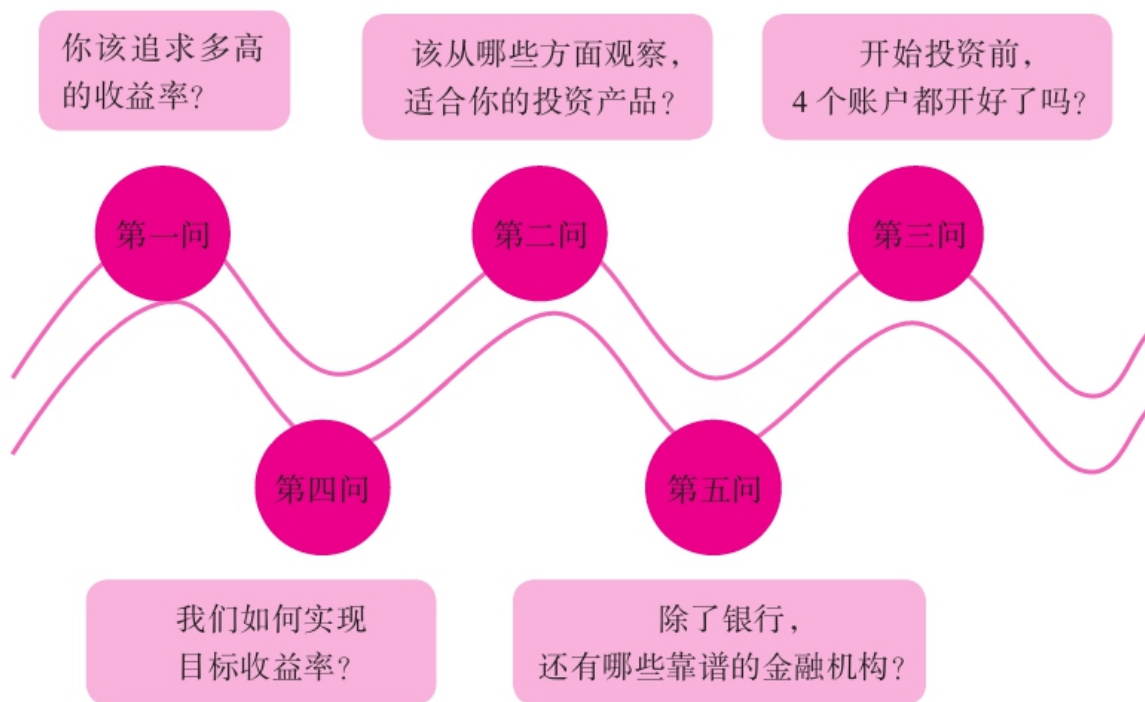 你该追求多高
的收益率？
该从哪些方面观察，
适合你的投资产品？
开始投资前，
4个账户都开好了吗？
第一问
第二问
第三问
第四问
第五问
我们如何实现
目标收益率？
除了银行，
还有哪些靠谱的金融机构？